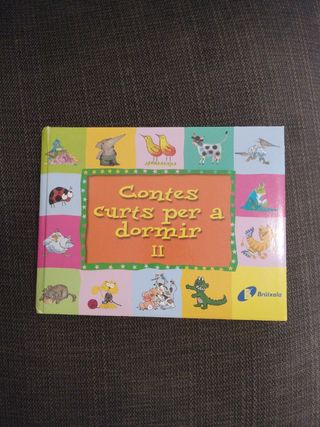 Contes
curts per a
dormir
II
Brúixola